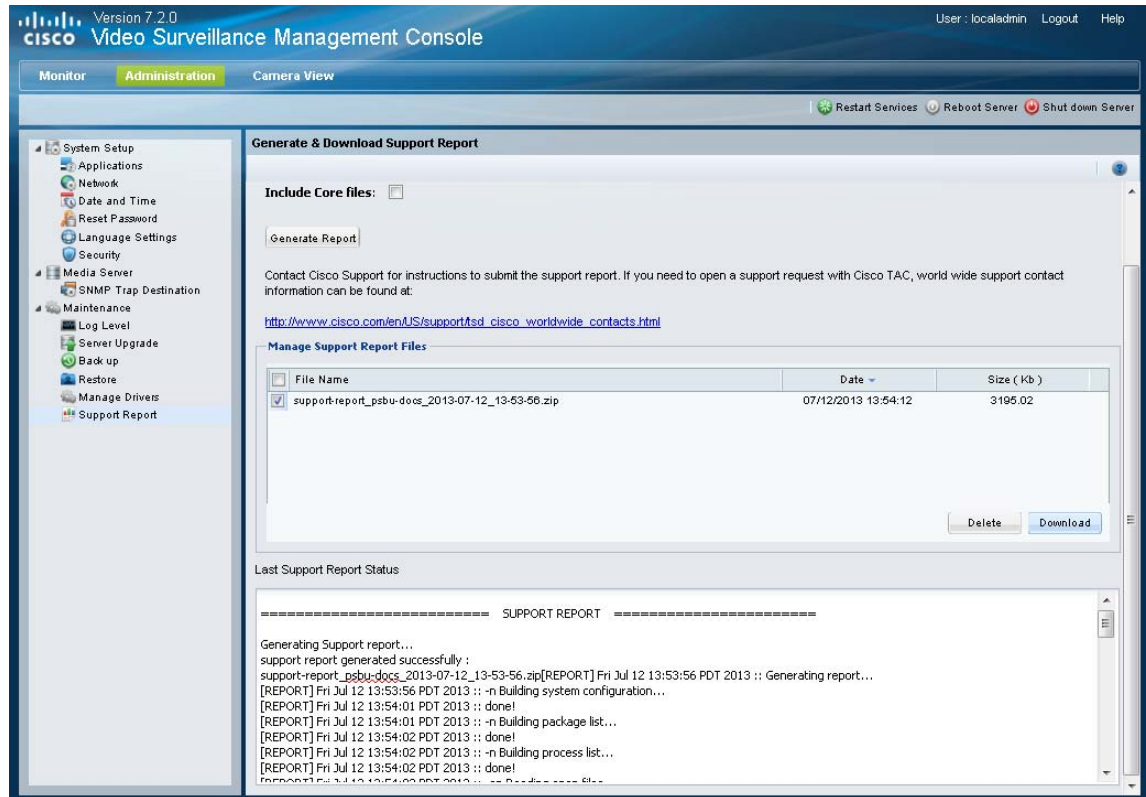 Version 7.2.0
CISCO Video Surveillance Management Console
User : localadmin Logout Help
Monitor Administration Camera View
Restart Services Reboot Server Shut down Server
System Setup
Applications
Network
Date and Time
Reset Password
Language Settings
Security
Media Server
SNMP Trap Destination
Maintenance
Log Level
Server Upgrade
Back up
Restore
Manage Drivers
Support Report
Generate & Download Support Report
Include Core files:
Generate Report
Contact Cisco Support for instructions to submit the support report. If you need to open a support request with Cisco TAC, world wide support contact
information can be found at:
http://www.cisco.com/en/US/support/tsd_cisco_worldwide_contacts.html
Manage Support Report Files
File Name Date Size ( Kb )
support-report_psbu-docs_2013-07-12_13-53-56.zip 07/12/2013 13:54:12 3195.02
Delete Download
Last Support Report Status
========================== SUPPORT REPORT =======================
Generating Support report...
support report generated successfully :
support-report_psbu-docs_2013-07-12_13-53-56.zip[REPORT] Fri Jul 12 13:53:56 PDT 2013 :: Generating report...
[REPORT] Fri Jul 12 13:53:56 PDT 2013 :: -n Building system configuration...
[REPORT] Fri Jul 12 13:54:01 PDT 2013 :: done!
[REPORT] Fri Jul 12 13:54:01 PDT 2013 :: -n Building package list...
[REPORT] Fri Jul 12 13:54:02 PDT 2013 :: done!
[REPORT] Fri Jul 12 13:54:02 PDT 2013 :: -n Building process list...
[REPORT] Fri Jul 12 13:54:02 PDT 2013 :: done!